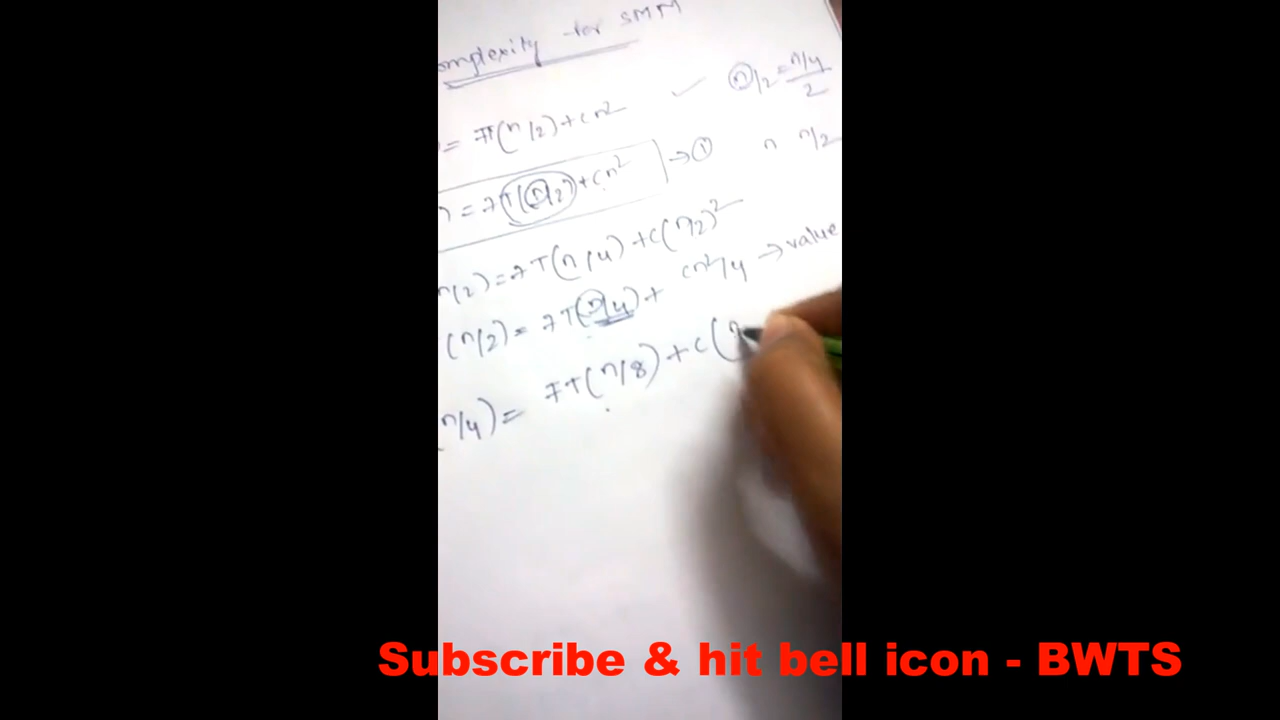 omplexity for SMM
= 7T(n/2)+cn² ✓ n/2 = n/4/2
) = 7T(n/2)+cn² → ① n n/2
n/2) = 7T(n/4)+c(n/2)²
(n/2) = 7T(n/4)+ cn²/4 → value
n/4) = 7T(n/8)+c(n
Subscribe & hit bell icon - BWTS